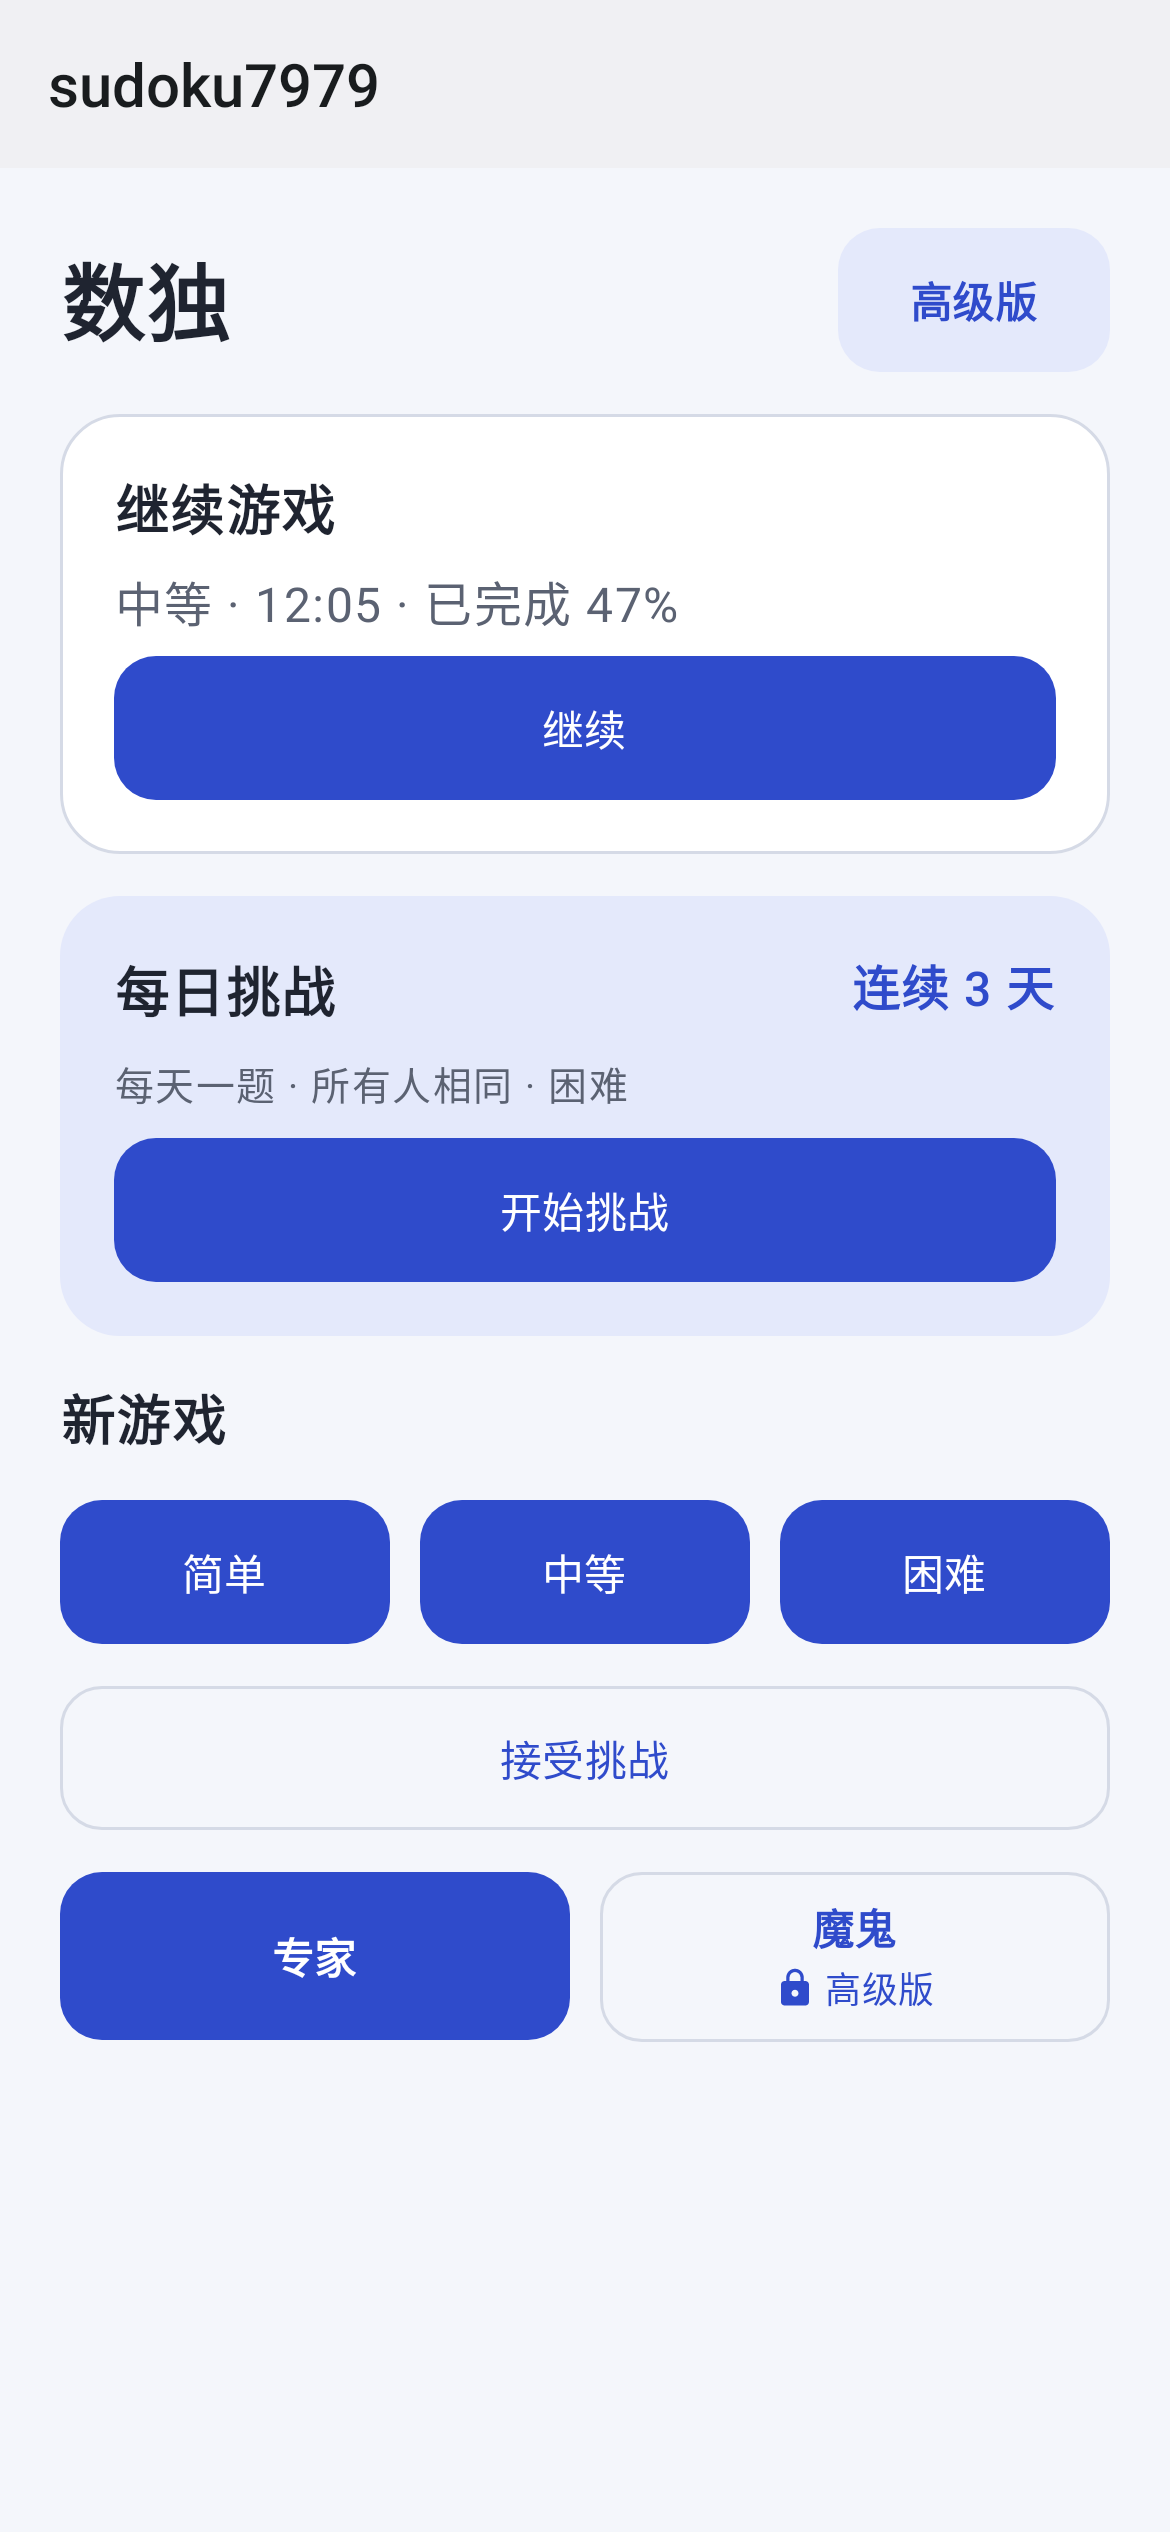 sudoku7979
数独
高级版
继续游戏
中等 · 12:05 · 已完成 47%
继续
每日挑战
连续 3 天
每天一题 · 所有人相同 · 困难
开始挑战
新游戏
简单
中等
困难
接受挑战
专家
魔鬼
高级版